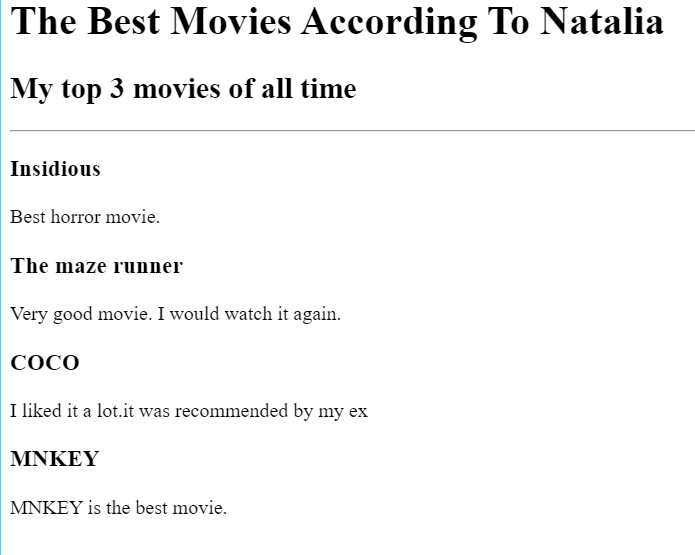 The Best Movies According To Natalia
My top 3 movies of all time
Insidious
Best horror movie.
The maze runner
Very good movie. I would watch it again.
COCO
I liked it a lot.it was recommended by my ex
MNKEY
MNKEY is the best movie.